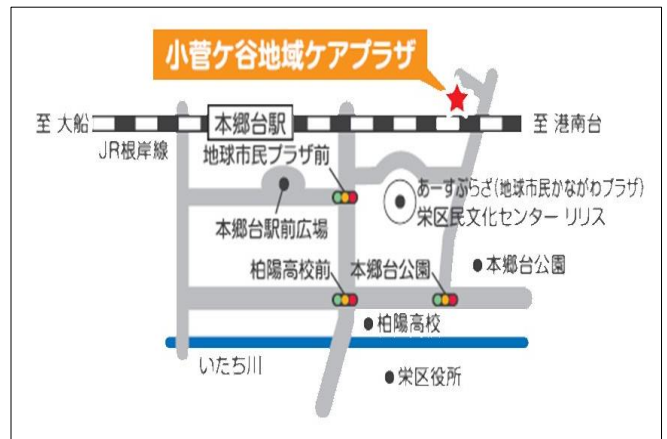 小菅ケ谷地域ケアプラザ
至 大船
本郷台駅
至 港南台
JR根岸線
地球市民プラザ前
あーすぷらざ(地球市民かながわプラザ)
栄区民文化センター リリス
本郷台駅前広場
柏陽高校前
本郷台公園
本郷台公園
柏陽高校
いたち川
栄区役所